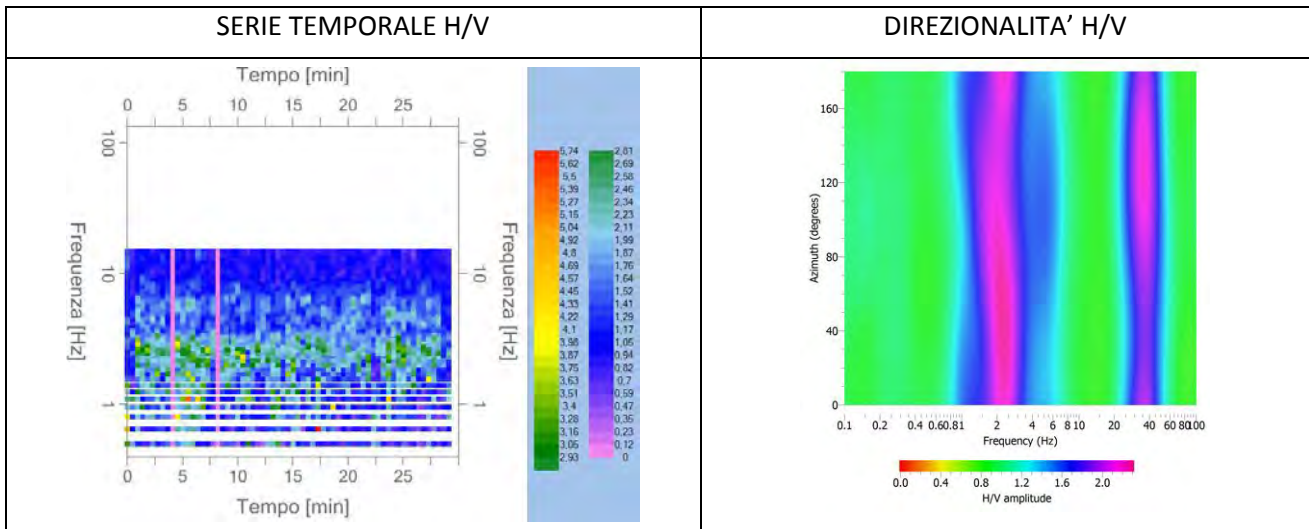 SERIE TEMPORALE H/V
DIREZIONALITA’ H/V
Tempo [min]
0 5 10 15 20 25
100 100
Frequenza [Hz]
Frequenza [Hz]
10 10
1 1
0 5 10 15 20 25
Tempo [min]
5,74 2,81
5,62 2,69
5,5 2,58
5,39 2,46
5,27 2,34
5,15 2,23
5,04 2,11
4,92 1,99
4,8 1,87
4,69 1,76
4,57 1,64
4,45 1,52
4,33 1,41
4,22 1,29
4,1 1,17
3,98 1,05
3,87 0,94
3,75 0,82
3,63 0,7
3,51 0,59
3,4 0,47
3,28 0,35
3,16 0,23
3,05 0,12
2,93 0
160
120
80
40
0
Azimuth (degrees)
0.1 0.2 0.4 0.60.81 2 4 6 810 20 40 60 80100
Frequency (Hz)
0.0 0.4 0.8 1.2 1.6 2.0
H/V amplitude